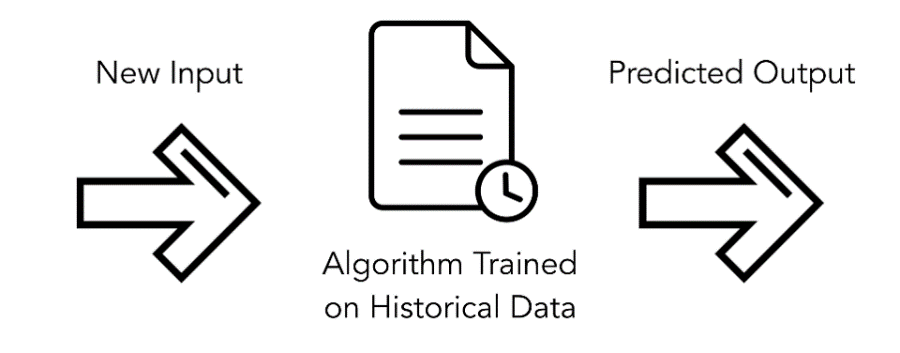 New Input
Predicted Output
Algorithm Trained
on Historical Data